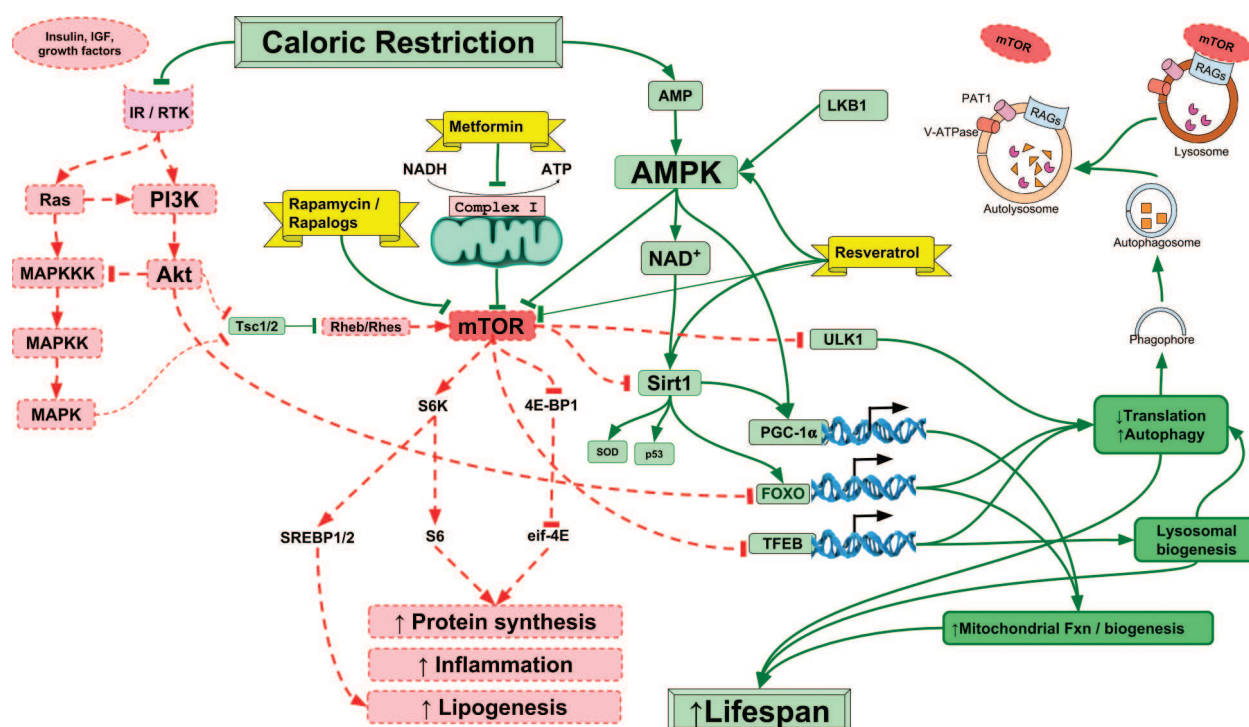 Insulin, IGF,
growth factors
Caloric Restriction
mTOR
mTOR
RAGs
PAT1
RAGs
V-ATPase
Lysosome
Autolysosome
IR / RTK
AMP
LKB1
Metformin
NADH
ATP
AMPK
Complex I
Ras
PI3K
Rapamycin /
Rapalogs
Autophagosome
NAD+
Resveratrol
MAPKKK
Akt
Tsc1/2
Rheb/Rhes
mTOR
ULK1
Phagophore
MAPKK
Sirt1
MAPK
S6K
4E-BP1
PGC-1α
↓Translation
↑Autophagy
SOD
p53
FOXO
SREBP1/2
S6
eif-4E
TFEB
Lysosomal
biogenesis
↑ Protein synthesis
↑Mitochondrial Fxn / biogenesis
↑ Inflammation
↑ Lipogenesis
↑Lifespan